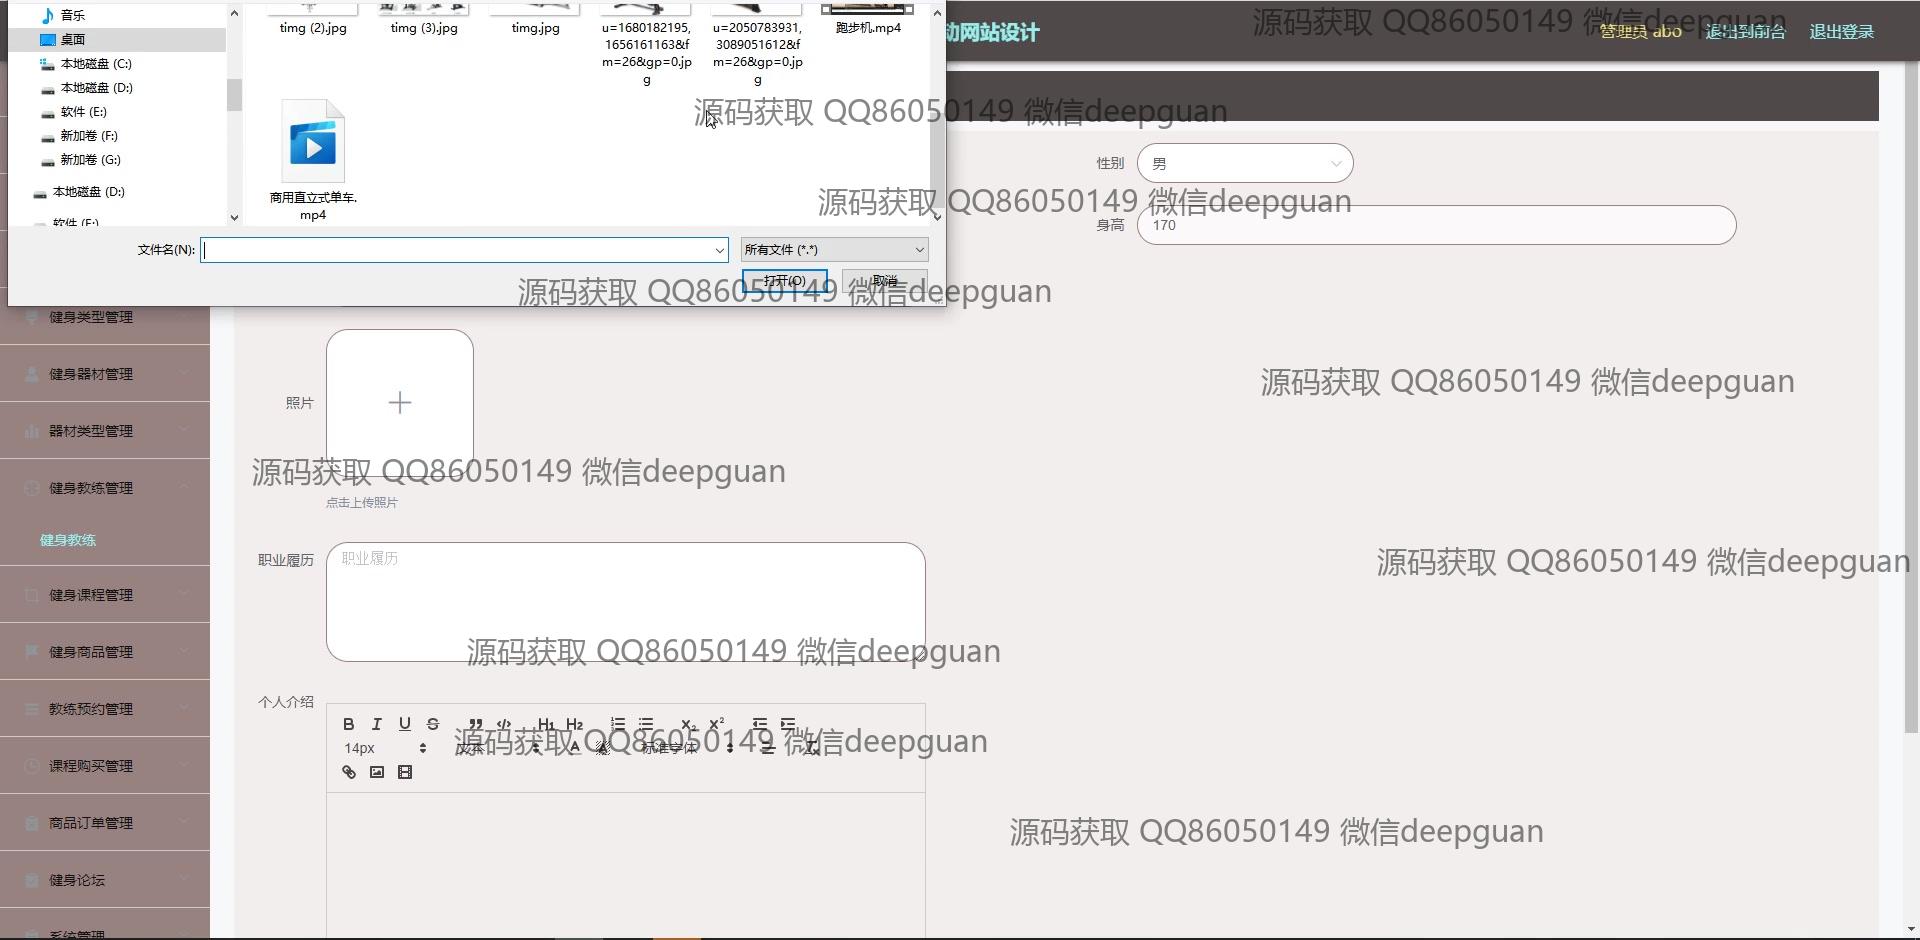 音乐
桌面
本地磁盘 (C:)
本地磁盘 (D:)
软件 (E:)
新加卷 (F:)
新加卷 (G:)
本地磁盘 (D:)
软件 (E:)
timg (2).jpg
timg (3).jpg
timg.jpg
u=1680182195,
1656161163&f
m=26&gp=0.jp
g
u=2050783931,
3089051612&f
m=26&gp=0.jp
g
跑步机.mp4
商用直立式单车.
mp4
文件名(N):
所有文件 (*.*)
打开(O)
取消
动网站设计
管理员 abo
退出到前台
退出登录
源码获取 QQ86050149 微信deepguan
源码获取 QQ86050149 微信deepguan
性别
男
源码获取 QQ86050149 微信deepguan
身高
170
源码获取 QQ86050149 微信deepguan
健身类型管理
健身器材管理
器材类型管理
健身教练管理
健身教练
健身课程管理
健身商品管理
教练预约管理
课程购买管理
商品订单管理
健身论坛
系统管理
源码获取 QQ86050149 微信deepguan
照片
源码获取 QQ86050149 微信deepguan
点击上传照片
职业履历
职业履历
源码获取 QQ86050149 微信deepguan
源码获取 QQ86050149 微信deepguan
个人介绍
B I U S H1 H2 X2 X2
14px
文本
标准字体
源码获取 QQ86050149 微信deepguan
源码获取 QQ86050149 微信deepguan